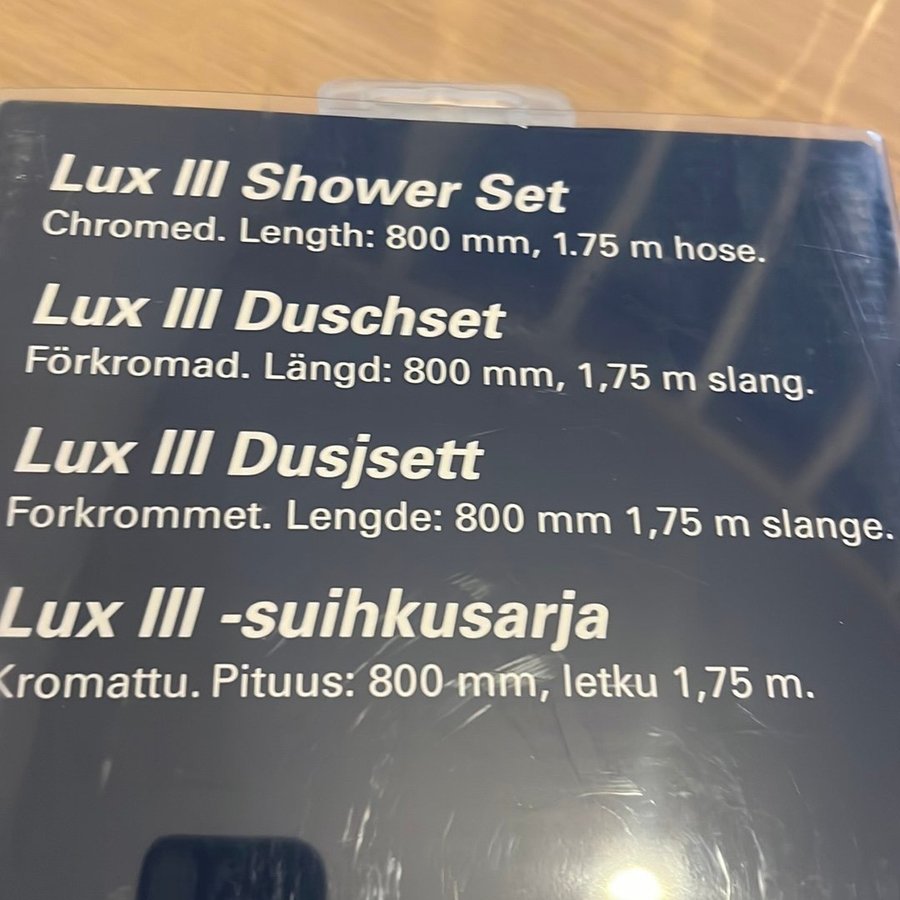 Lux III Shower Set
Chromed. Length: 800 mm, 1.75 m hose.
Lux III Duschset
Förkromad. Längd: 800 mm, 1,75 m slang.
Lux III Dusjsett
Forkrommet. Lengde: 800 mm 1,75 m slange.
Lux III -suihkusarja
Kromattu. Pituus: 800 mm, letku 1,75 m.